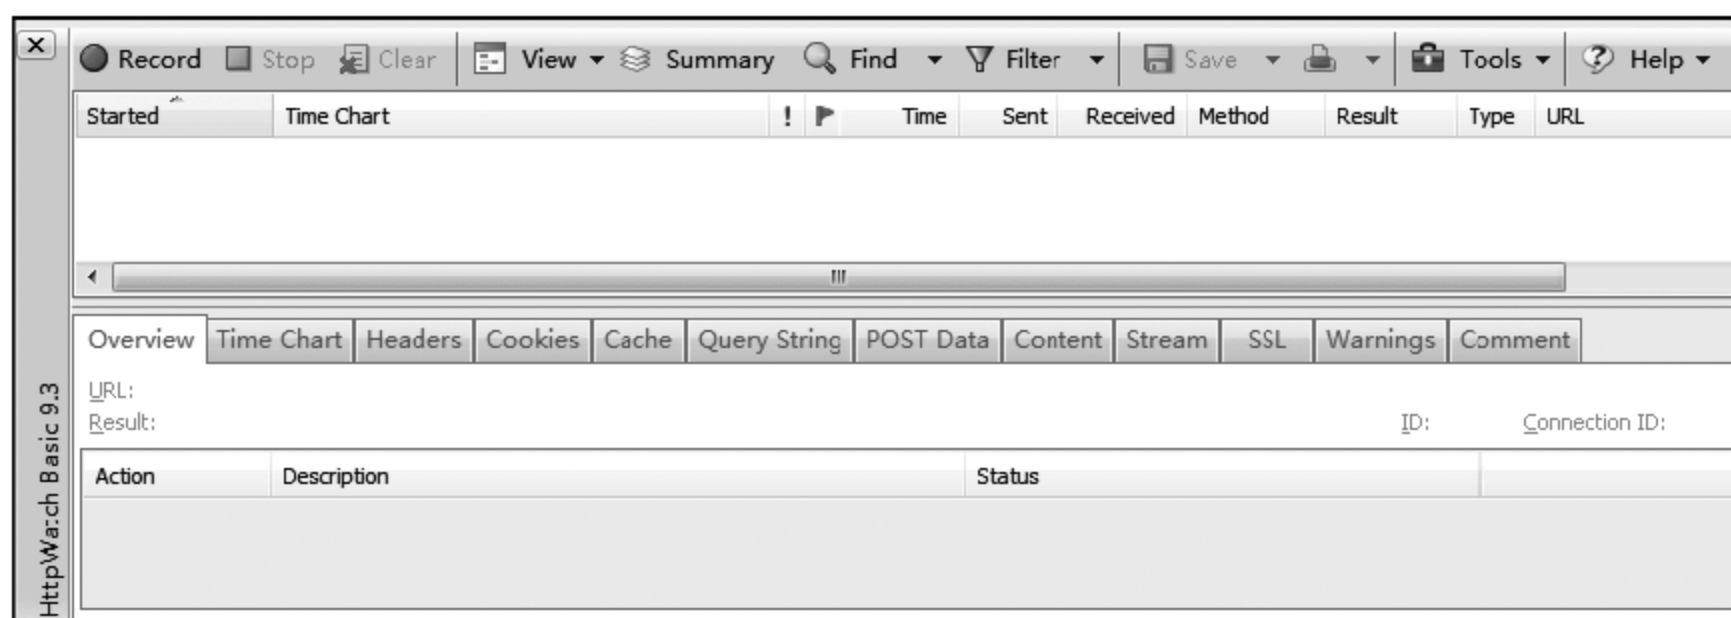 Record Stop Clear View Summary Find Filter Save Tools Help
Started Time Chart ! Time Sent Received Method Result Type URL
Overview Time Chart Headers Cookies Cache Query String POST Data Content Stream SSL Warnings Comment
URL:
Result: ID: Connection ID:
Action Description Status
HttpWatch Basic 9.3